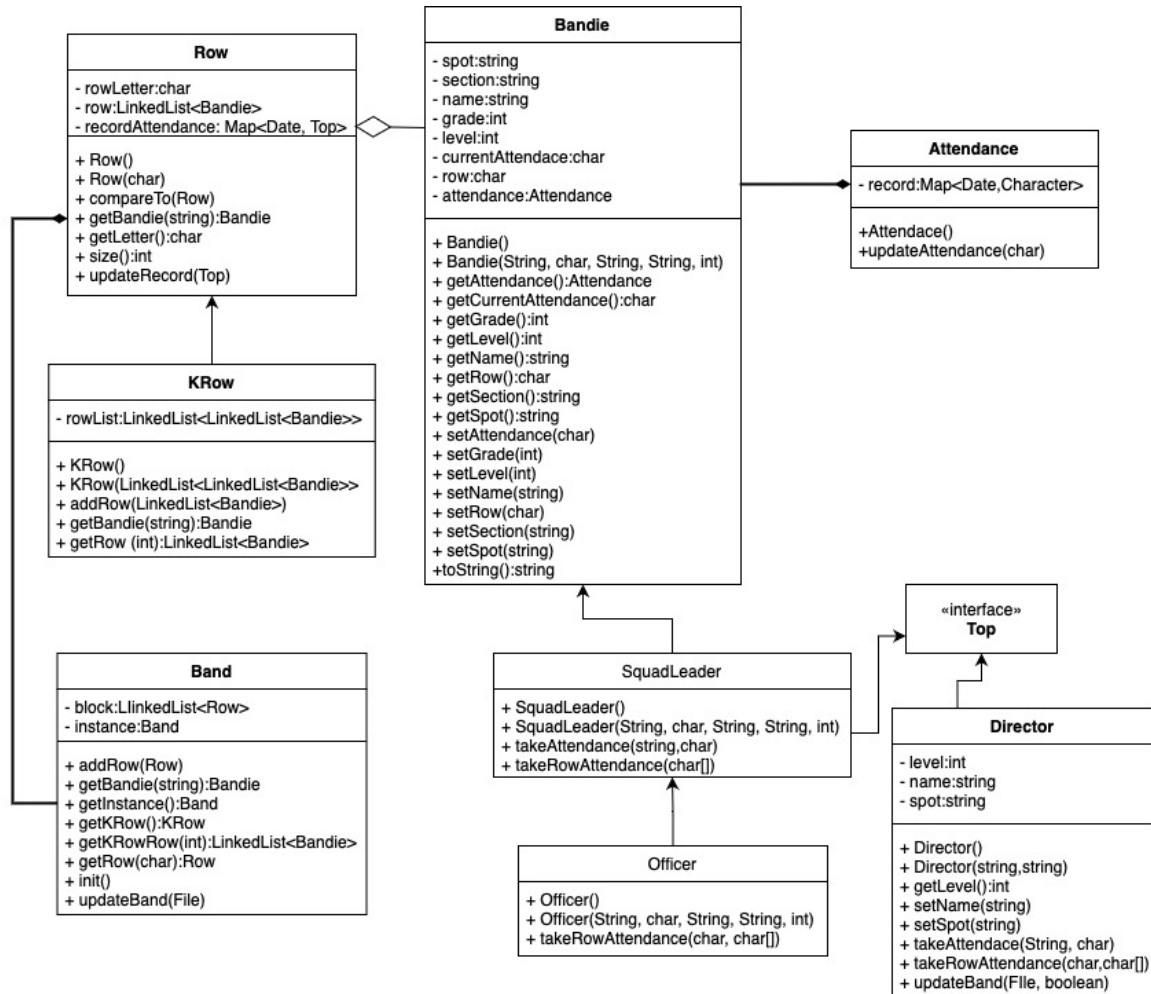 Row
- rowLetter:char
- row:LinkedList<Bandie>
- recordAttendance: Map<Date, Top>
+ Row()
+ Row(char)
+ compareTo(Row)
+ getBandie(string):Bandie
+ getLetter():char
+ size():int
+ updateRecord(Top)
Bandie
- spot:string
- section:string
- name:string
- grade:int
- level:int
- currentAttendace:char
- row:char
- attendance:Attendance
+ Bandie()
+ Bandie(String, char, String, String, int)
+ getAttendance():Attendance
+ getCurrentAttendance():char
+ getGrade():int
+ getLevel():int
+ getName():string
+ getRow():char
+ getSection():string
+ getSpot():string
+ setAttendance(char)
+ setGrade(int)
+ setLevel(int)
+ setName(string)
+ setRow(char)
+ setSection(string)
+ setSpot(string)
+toString():string
Attendance
- record:Map<Date,Character>
+Attendace()
+updateAttendance(char)
KRow
- rowList:LinkedList<LinkedList<Bandie>>
+ KRow()
+ KRow(LinkedList<LinkedList<Bandie>>
+ addRow(LinkedList<Bandie>)
+ getBandie(string):Bandie
+ getRow (int):LinkedList<Bandie>
Band
- block:LIinkedList<Row>
- instance:Band
+ addRow(Row)
+ getBandie(string):Bandie
+ getInstance():Band
+ getKRow():KRow
+ getKRowRow(int):LinkedList<Bandie>
+ getRow(char):Row
+ init()
+ updateBand(File)
SquadLeader
+ SquadLeader()
+ SquadLeader(String, char, String, String, int)
+ takeAttendance(string,char)
+ takeRowAttendance(char[])
«interface»
Top
Officer
+ Officer()
+ Officer(String, char, String, String, int)
+ takeRowAttendance(char, char[])
Director
- level:int
- name:string
- spot:string
+ Director()
+ Director(string,string)
+ getLevel():int
+ setName(string)
+ setSpot(string)
+ takeAttendace(String, char)
+ takeRowAttendance(char,char[])
+ updateBand(FIle, boolean)